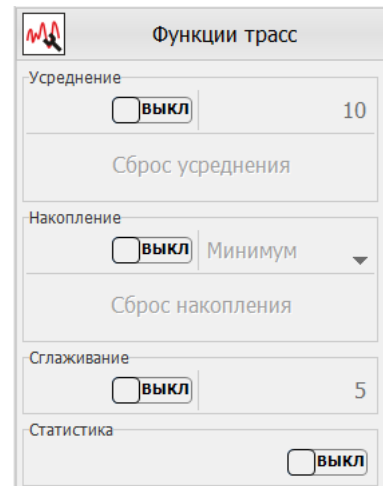 Функции трасс
Усреднение
ВЫКЛ 10
Сброс усреднения
Накопление
ВЫКЛ Минимум
Сброс накопления
Сглаживание
ВЫКЛ 5
Статистика
ВЫКЛ